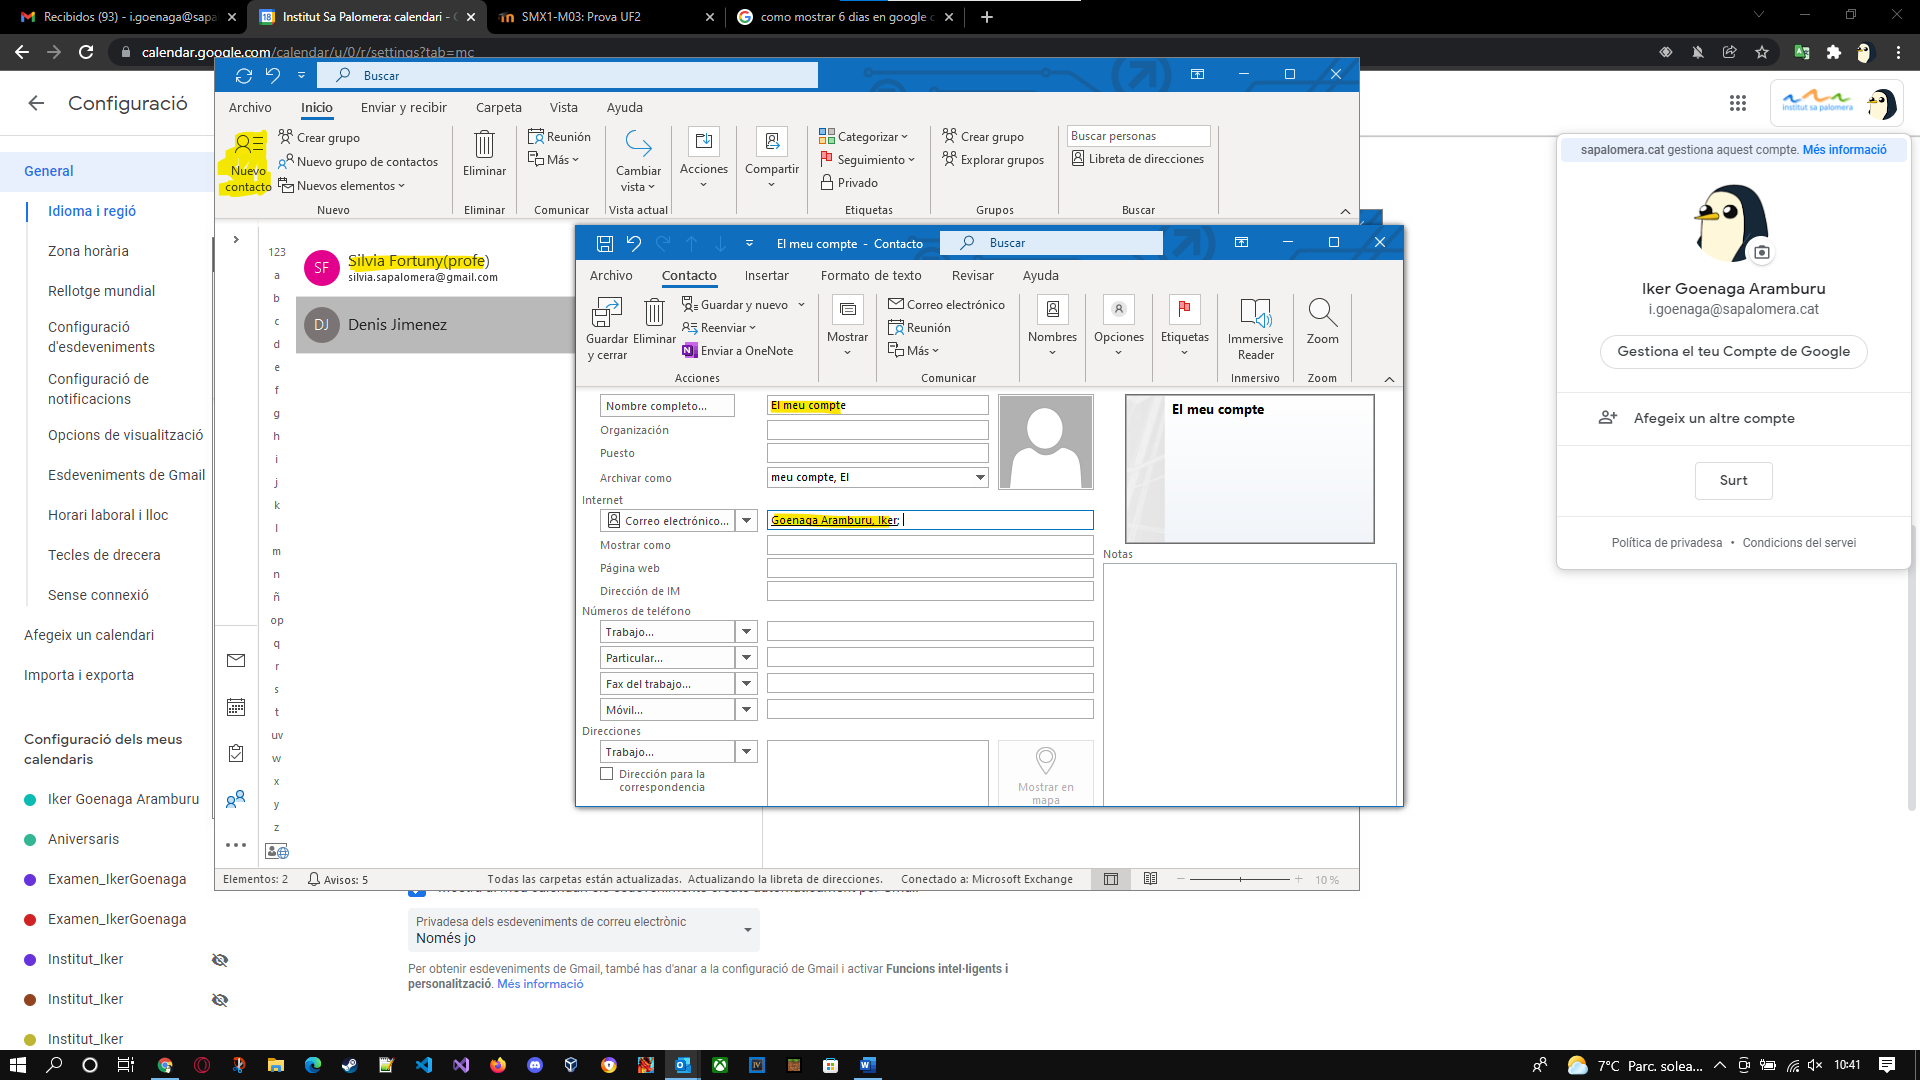 Recibidos (93) - i.goenaga@sapa
Institut Sa Palomera: calendari - 
SMX1-M03: Prova UF2
como mostrar 6 dias en google c
calendar.google.com/calendar/u/0/r/settings?tab=mc
Configuració
General
Idioma i regió
Zona horària
Rellotge mundial
Configuració
d'esdeveniments
Configuració de
notificacions
Opcions de visualització
Esdeveniments de Gmail
Horari laboral i lloc
Tecles de drecera
Sense connexió
Afegeix un calendari
Importa i exporta
Configuració dels meus
calendaris
Iker Goenaga Aramburu
Aniversaris
Examen_IkerGoenaga
Examen_IkerGoenaga
Institut_Iker
Institut_Iker
Institut_Iker
Buscar
Archivo Inicio Enviar y recibir Carpeta Vista Ayuda
Nuevo
contacto
Crear grupo
Nuevo grupo de contactos
Nuevos elementos
Nuevo
Eliminar
Eliminar
Reunión
Más
Comunicar
Cambiar
vista
Vista actual
Acciones
Compartir
Categorizar
Seguimiento
Privado
Etiquetas
Crear grupo
Explorar grupos
Grupos
Buscar personas
Libreta de direcciones
Buscar
123
a
b
c
d
e
f
g
h
i
j
k
l
m
n
ñ
op
q
r
s
t
uv
w
x
y
z
SF
Silvia Fortuny(profe)
silvia.sapalomera@gmail.com
DJ
Denis Jimenez
El meu compte - Contacto
Buscar
Archivo Contacto Insertar Formato de texto Revisar Ayuda
Guardar
y cerrar
Eliminar
Guardar y nuevo
Reenviar
Enviar a OneNote
Acciones
Mostrar
Correo electrónico
Reunión
Más
Comunicar
Nombres
Opciones
Etiquetas
Immersive
Reader
Inmersivo
Zoom
Zoom
Nombre completo...
El meu compte
Organización
Puesto
Archivar como
meu compte, El
Internet
Correo electrónico...
Goenaga Aramburu, Iker;
Mostrar como
Página web
Dirección de IM
Números de teléfono
Trabajo...
Particular...
Fax del trabajo...
Móvil...
Direcciones
Trabajo...
Dirección para la
correspondencia
Mostrar en
mapa
El meu compte
Notas
Elementos: 2
Avisos: 5
Todas las carpetas están actualizadas. Actualizando la libreta de direcciones.
Conectado a: Microsoft Exchange
10 %
Privadesa dels esdeveniments de correu electrònic
Només jo
Per obtenir esdeveniments de Gmail, també has d'anar a la configuració de Gmail i activar Funcions intel·ligents i
personalització. Més informació
institut sa palomera
sapalomera.cat gestiona aquest compte. Més informació
Iker Goenaga Aramburu
i.goenaga@sapalomera.cat
Gestiona el teu Compte de Google
Afegeix un altre compte
Surt
Política de privadesa • Condicions del servei
7°C Parc. solea...
10:41